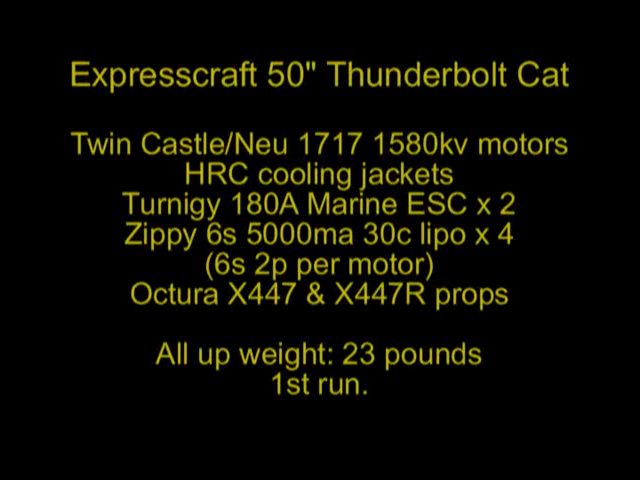 Expresscraft 50" Thunderbolt Cat
Twin Castle/Neu 1717 1580kv motors
HRC cooling jackets
Turnigy 180A Marine ESC x 2
Zippy 6s 5000ma 30c lipo x 4
(6s 2p per motor)
Octura X447 & X447R props
All up weight: 23 pounds
1st run.